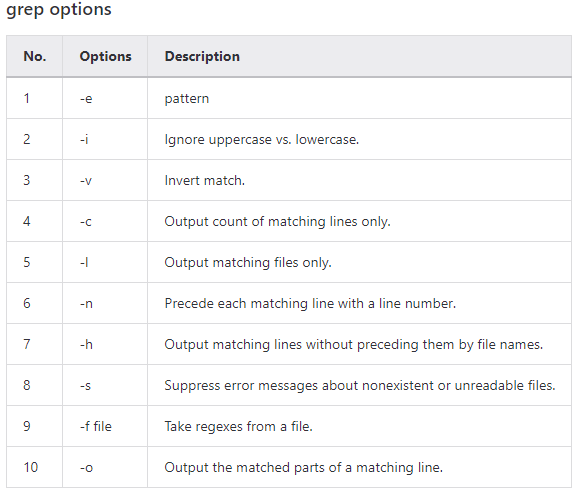 grep options
No. Options Description
1 -e pattern
2 -i Ignore uppercase vs. lowercase.
3 -v Invert match.
4 -c Output count of matching lines only.
5 -l Output matching files only.
6 -n Precede each matching line with a line number.
7 -h Output matching lines without preceding them by file names.
8 -s Suppress error messages about nonexistent or unreadable files.
9 -f file Take regexes from a file.
10 -o Output the matched parts of a matching line.